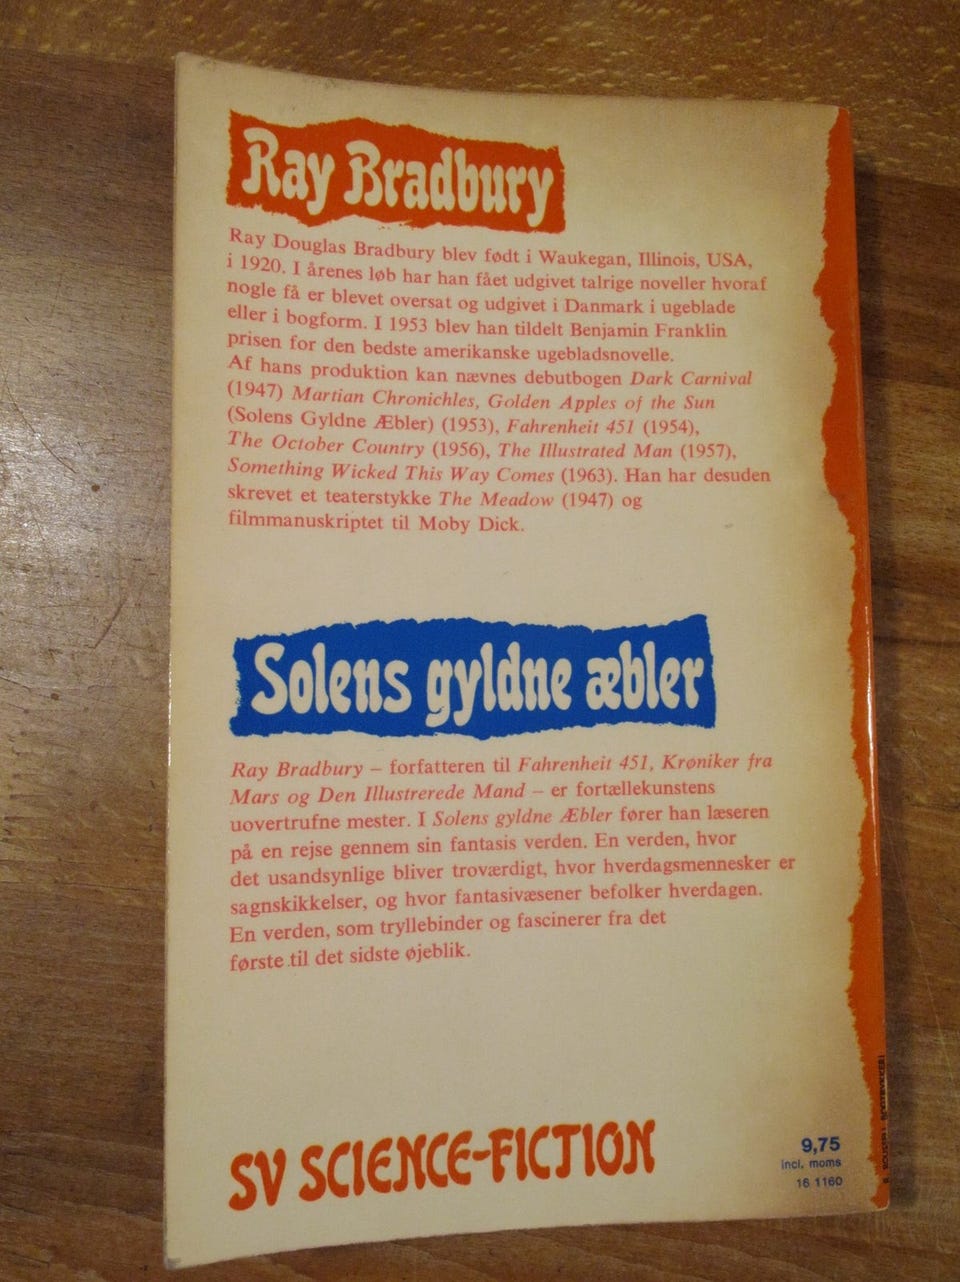 Ray Bradbury
Ray Douglas Bradbury blev født i Waukegan, Illinois, USA,
i 1920. I årenes løb har han fået udgivet talrige noveller hvoraf
nogle få er blevet oversat og udgivet i Danmark i ugeblade
eller i bogform. I 1953 blev han tildelt Benjamin Franklin
prisen for den bedste amerikanske ugebladsnovelle.
Af hans produktion kan nævnes debutbogen Dark Carnival
(1947) Martian Chronichles, Golden Apples of the Sun
(Solens Gyldne Æbler) (1953), Fahrenheit 451 (1954),
The October Country (1956), The Illustrated Man (1957),
Something Wicked This Way Comes (1963). Han har desuden
skrevet et teaterstykke The Meadow (1947) og
filmmanuskriptet til Moby Dick.
Solens gyldne æbler
Ray Bradbury – forfatteren til Fahrenheit 451, Krøniker fra
Mars og Den Illustrerede Mand – er fortællekunstens
uovertrufne mester. I Solens gyldne Æbler fører han læseren
på en rejse gennem sin fantasis verden. En verden, hvor
det usandsynlige bliver troværdigt, hvor hverdagsmennesker er
sagnskikkelser, og hvor fantasivæsener befolker hverdagen.
En verden, som tryllebinder og fascinerer fra det
første til det sidste øjeblik.
SV SCIENCE-FICTION
9,75
incl. moms
16 1160